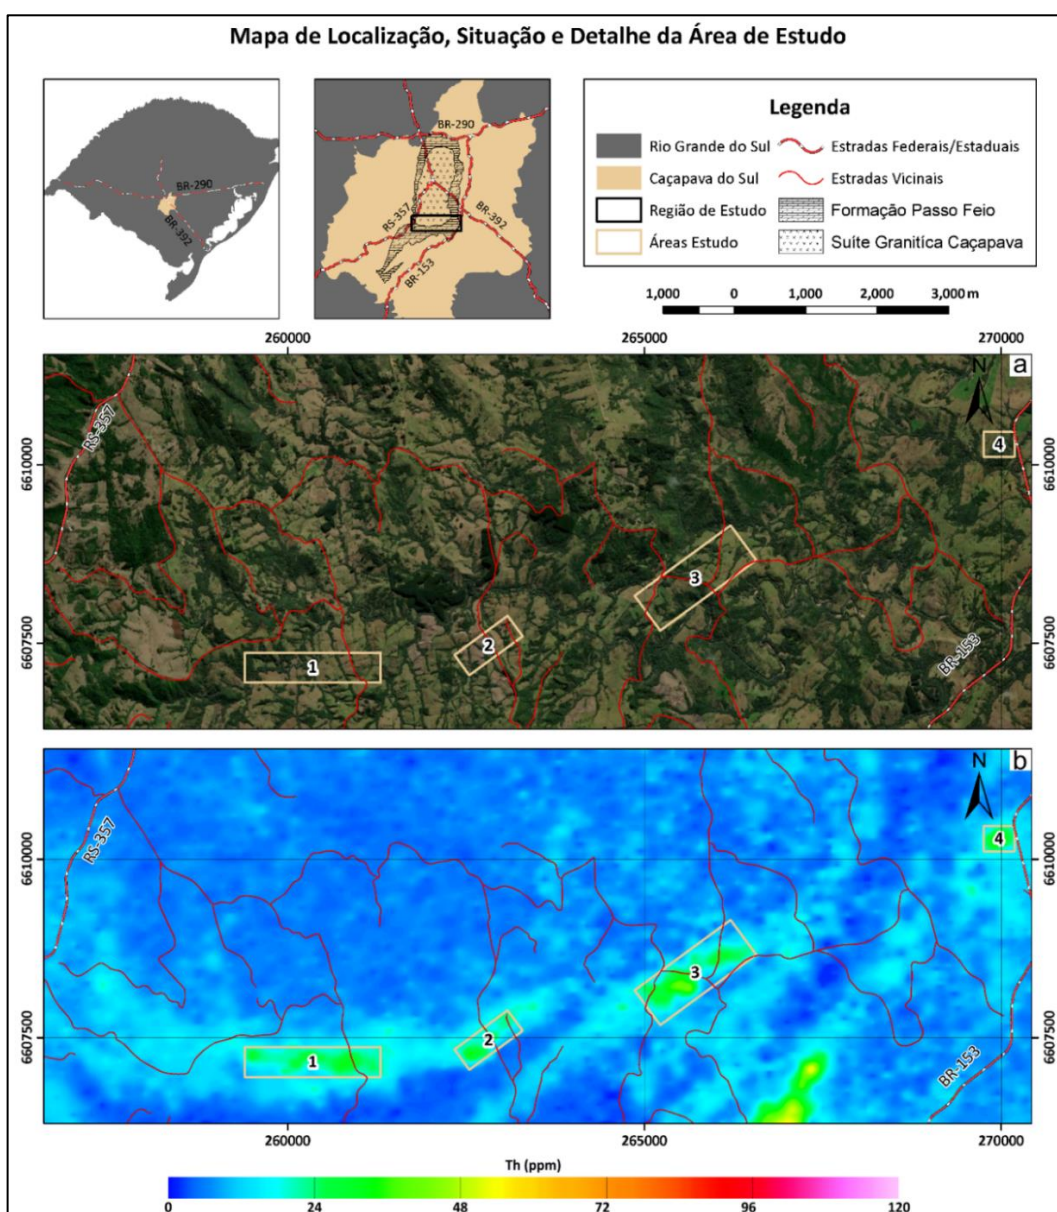 Mapa de Localização, Situação e Detalhe da Área de Estudo
BR-290
BR-392
BR-290
RS-357
BR-392
BR-153
Legenda
Rio Grande do Sul
Estradas Federais/Estaduais
Caçapava do Sul
Estradas Vicinais
Região de Estudo
Formação Passo Feio
Áreas Estudo
Suíte Granitíca Caçapava
1,000 0 1,000 2,000 3,000 m
260000 265000 270000
a
N
RS-357
4
6610000 6610000
3
2
1
6607500 6607500
BR-153
b
N
RS-357
4
6610000 6610000
3
2
1
6607500 6607500
BR-153
260000 265000 270000
Th (ppm)
0 24 48 72 96 120